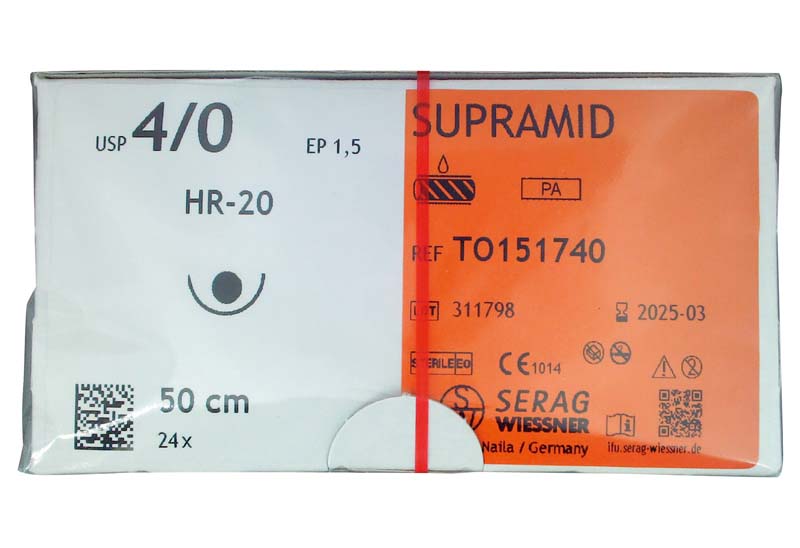 USP 4/0 EP 1,5
HR-20
50 cm
24x
SUPRAMID
PA
REF TO151740
LOT 311798 2025-03
STERILE EO CE 1014
SERAG
WIESSNER
Naila / Germany
ifu.serag-wiessner.de